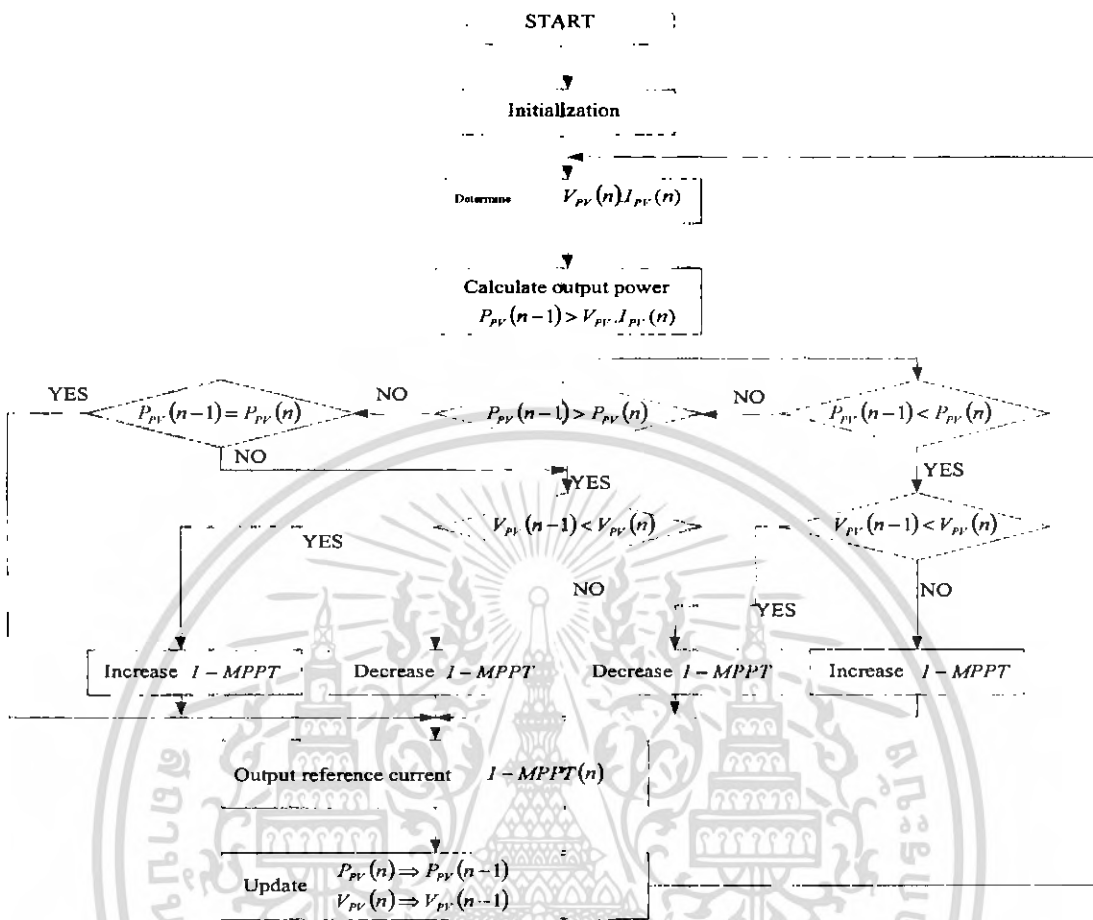 START
Initialization
Determine V_PV(n).I_PV(n)
Calculate output power
P_PV(n−1) > V_PV.I_PV(n)
YES
P_PV(n−1) = P_PV(n)
NO
P_PV(n−1) > P_PV(n)
NO
P_PV(n−1) < P_PV(n)
NO
YES
YES
YES
V_PV(n−1) < V_PV(n)
V_PV(n−1) < V_PV(n)
NO
YES
NO
Increase I − MPPT
Decrease I − MPPT
Decrease I − MPPT
Increase I − MPPT
Output reference current I − MPPT(n)
Update P_PV(n) ⇒ P_PV(n−1)
V_PV(n) ⇒ V_PV(n−1)